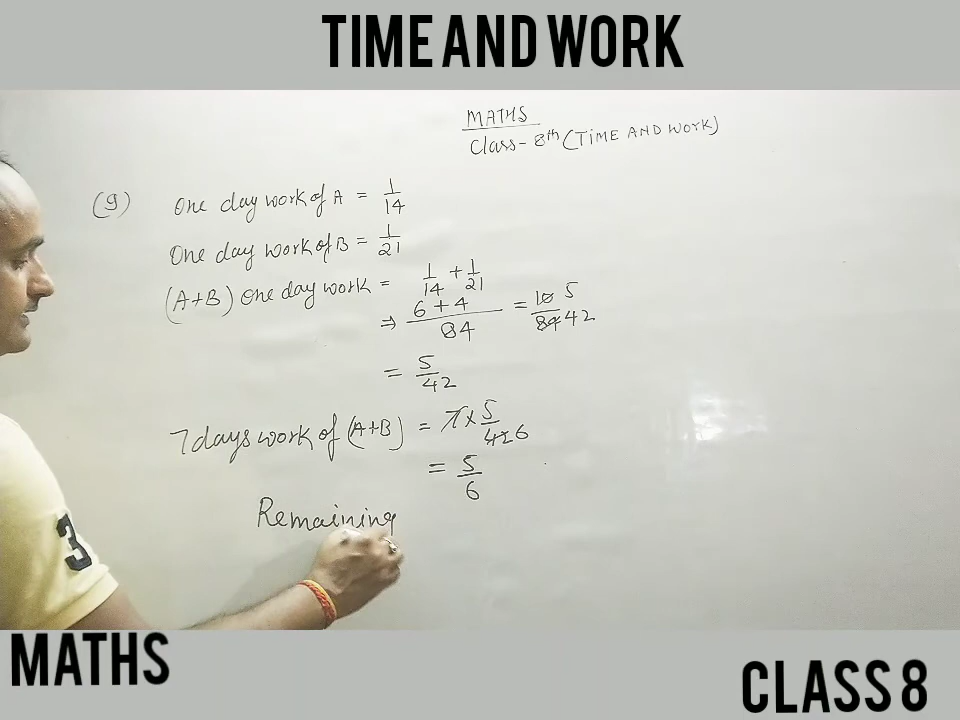 TIME AND WORK
MATHS
Class - 8th (TIME AND WORK)
(9) One day work of A = 1/14
One day work of B = 1/21
(A+B) One day work = 1/14 + 1/21
⇒ 6+4/84 = 10 5/84 42
= 5/42
7 days work of (A+B) = 7 × 5/42 6
= 5/6
Remaining
3
MATHS
CLASS 8